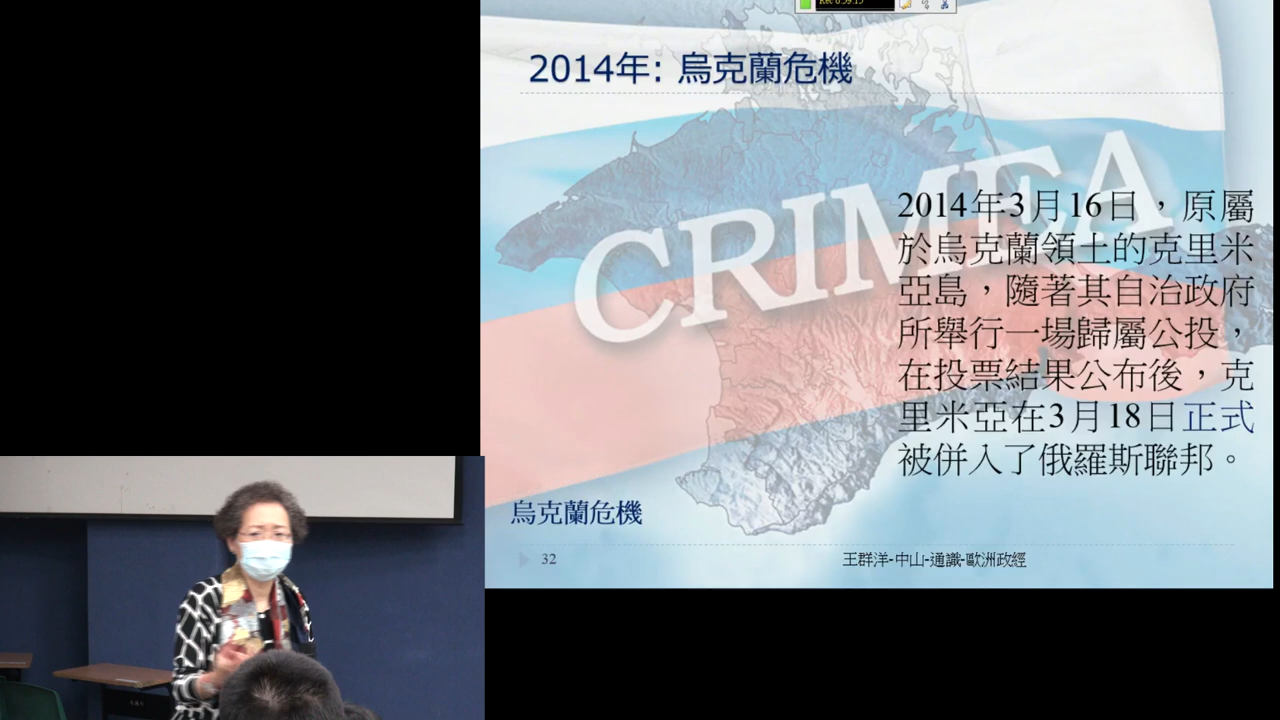 2014年: 烏克蘭危機
CRIMEA
2014年3月16日，原屬
於烏克蘭領土的克里米
亞島，隨著其自治政府
所舉行一場歸屬公投，
在投票結果公布後，克
里米亞在3月18日正式
被併入了俄羅斯聯邦。
烏克蘭危機
32
王群洋-中山-通識-歐洲政經